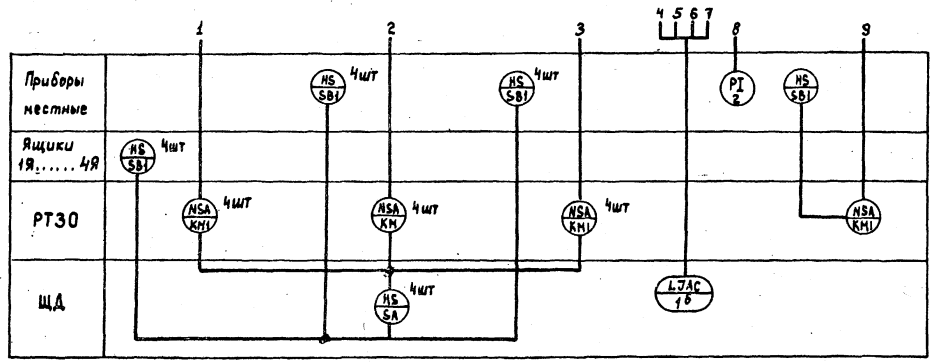 1 2 3 4 5 6 7 8 9
Приборы
местные
HS
SB1
4шт
HS
SB1
4шт
PI
2
HS
SB1
Ящики
1Я......4Я
HS
SB1
4шт
РТ30
NSA
KM1
4шт
NSA
KM
4шт
NSA
KM1
4шт
NSA
KM1
ЩД
HS
SA
4шт
LJAC
1б